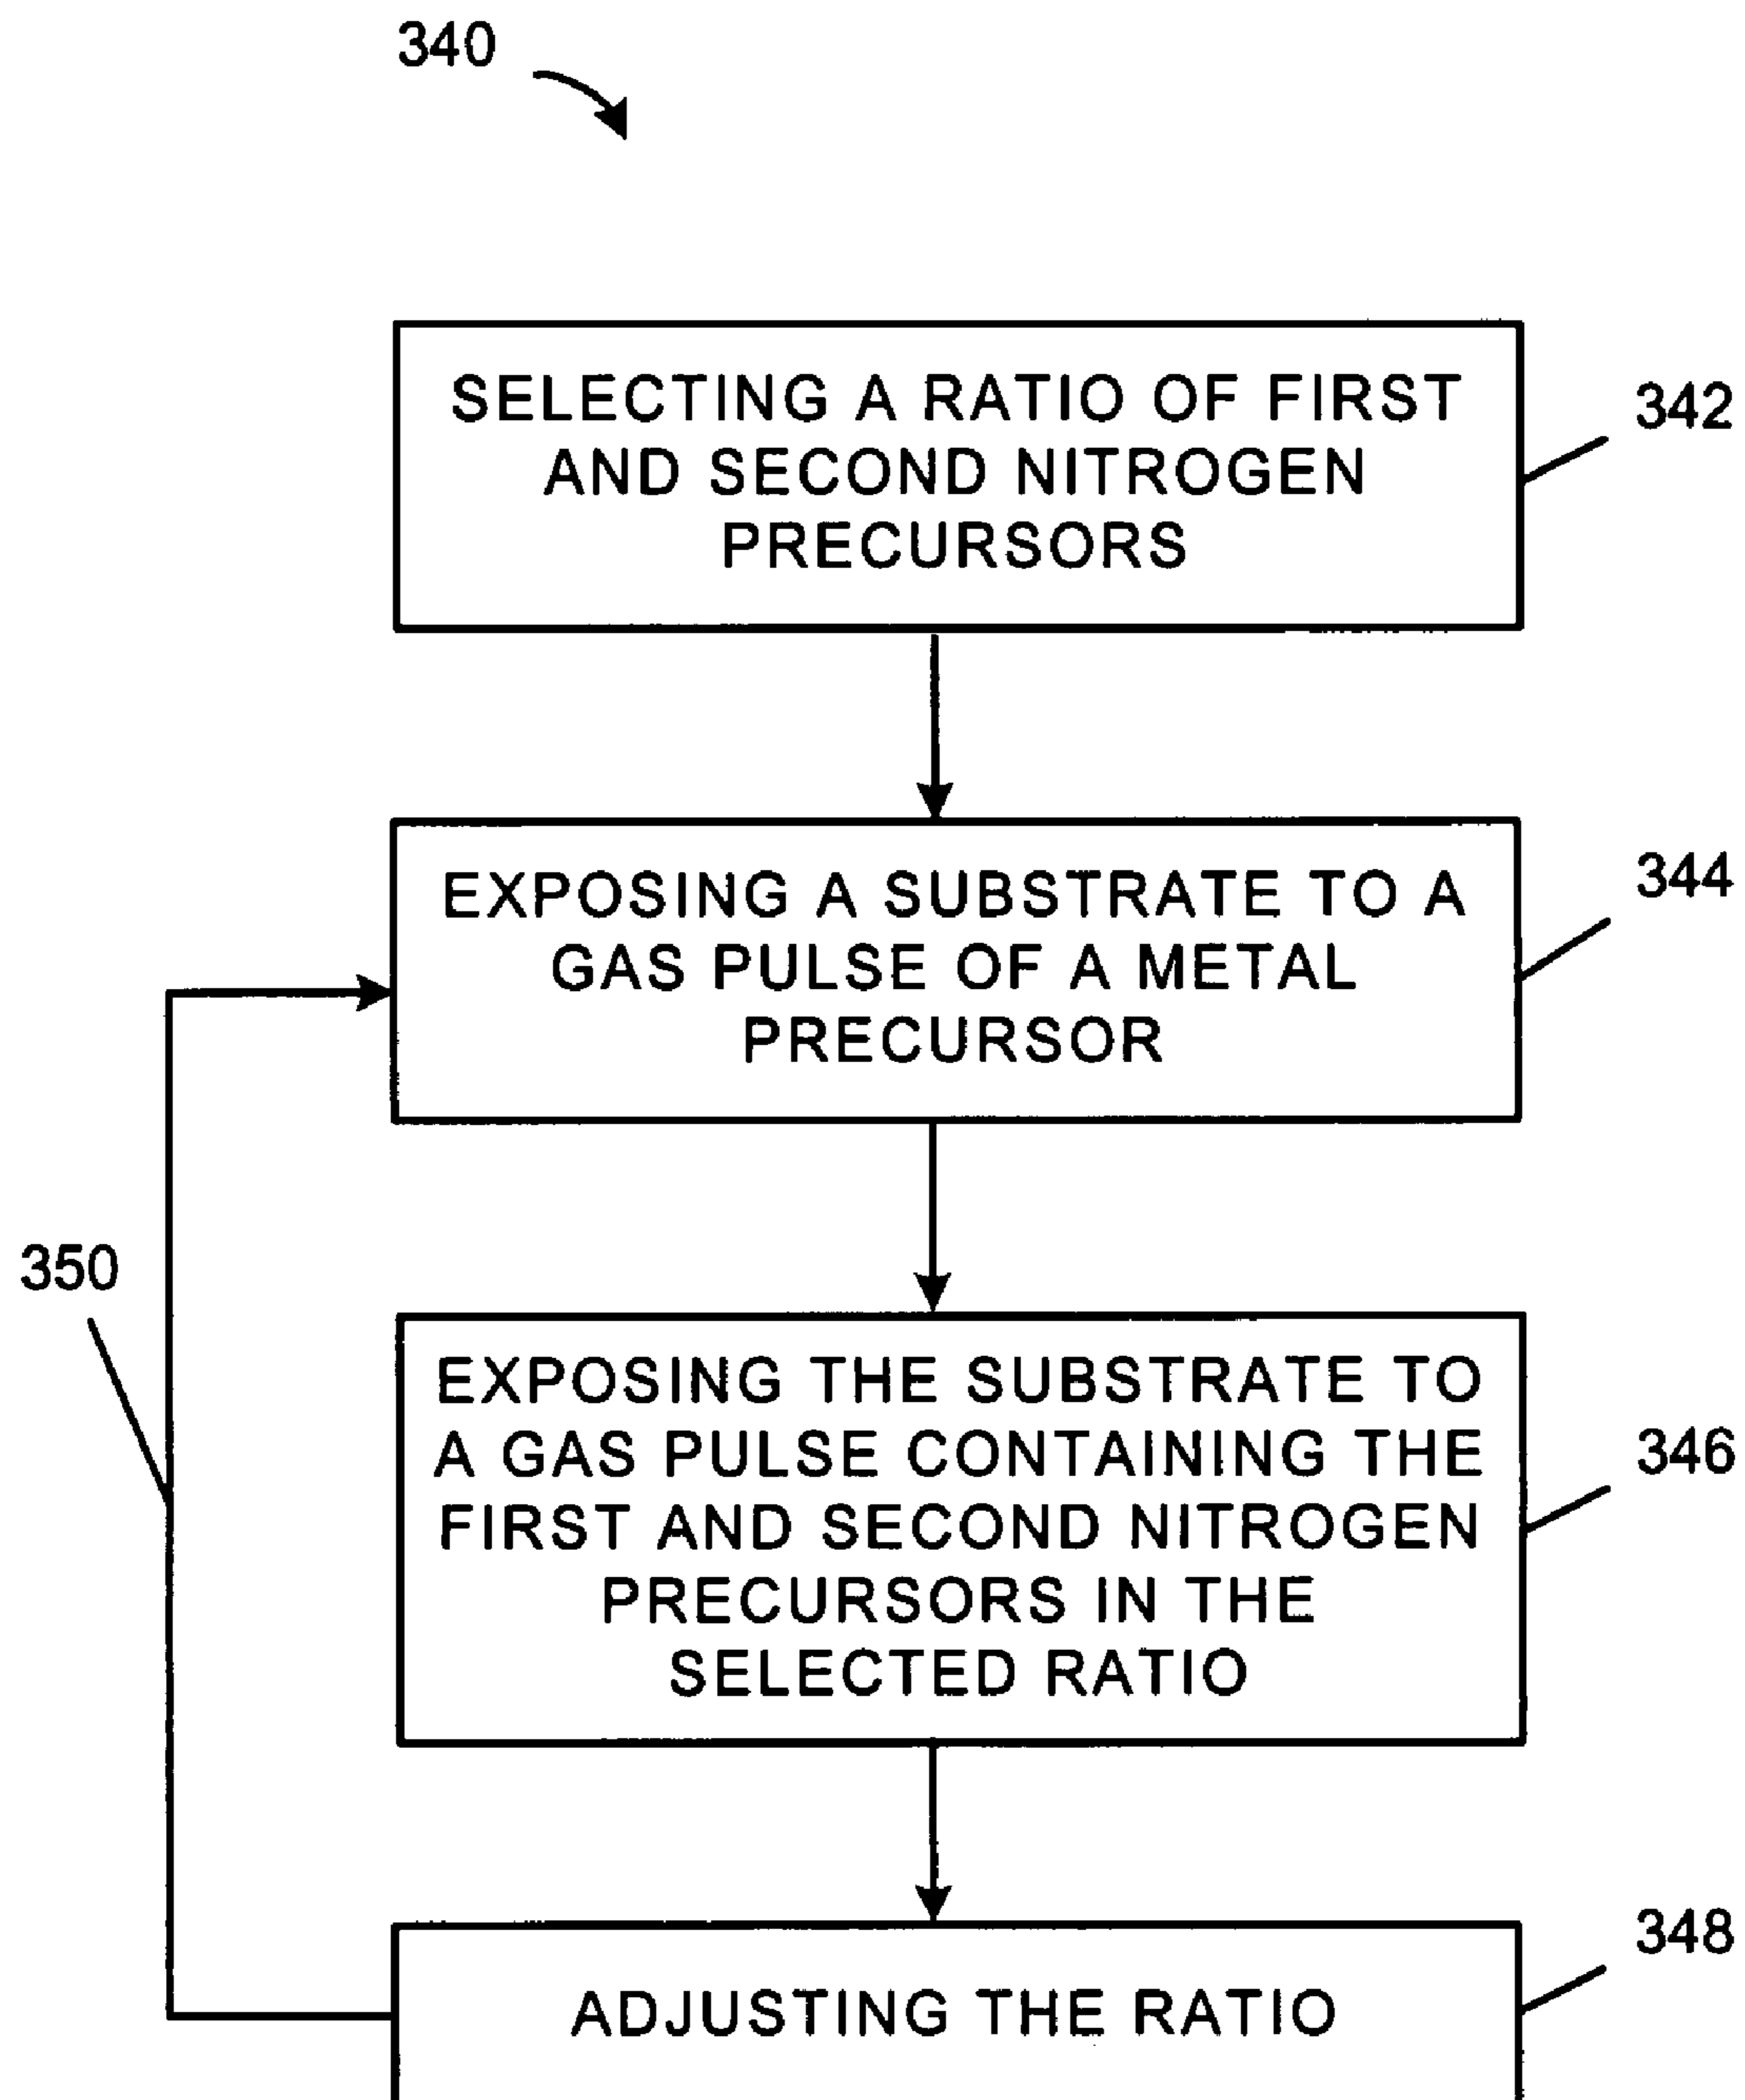 340
SELECTING A RATIO OF FIRST
AND SECOND NITROGEN
PRECURSORS
342
EXPOSING A SUBSTRATE TO A
GAS PULSE OF A METAL
PRECURSOR
344
350
EXPOSING THE SUBSTRATE TO
A GAS PULSE CONTAINING THE
FIRST AND SECOND NITROGEN
PRECURSORS IN THE
SELECTED RATIO
346
ADJUSTING THE RATIO
348